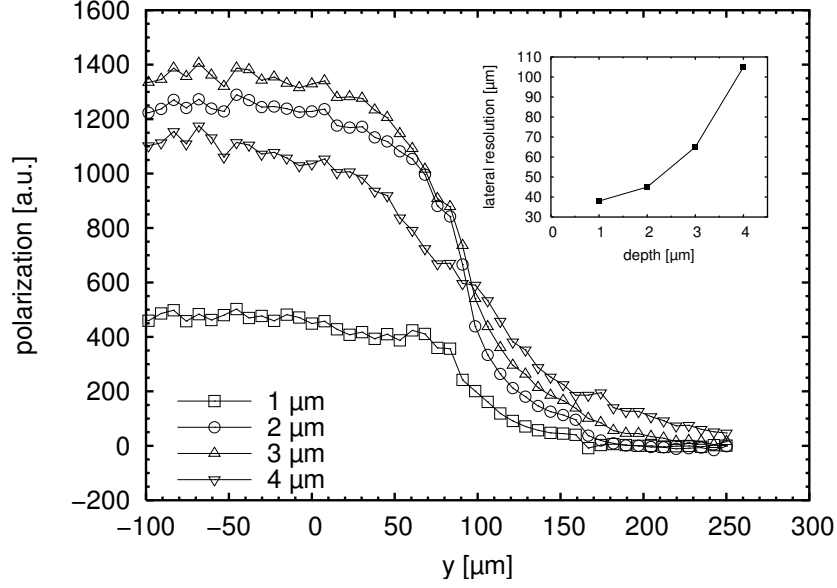 1600
1400
1200
1000
800
600
400
200
0
−200
polarization [a.u.]
−100 −50 0 50 100 150 200 250 300
y [µm]
1 µm
2 µm
3 µm
4 µm
110
100
90
80
70
60
50
40
30
lateral resolution [µm]
0 1 2 3 4
depth [µm]